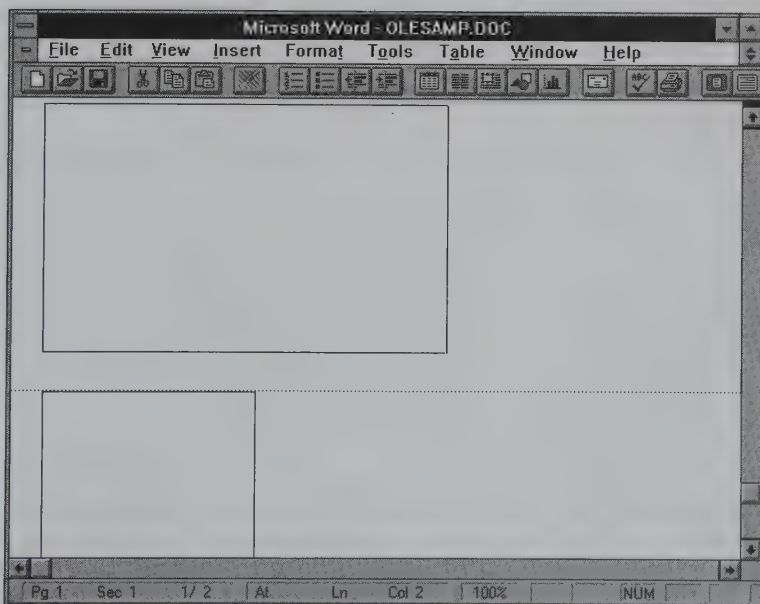 Microsoft Word - OLESAMP.DOC
File Edit View Insert Format Tools Table Window Help
Pg 1 Sec 1 1/2 At Ln Col 2 100% NUM